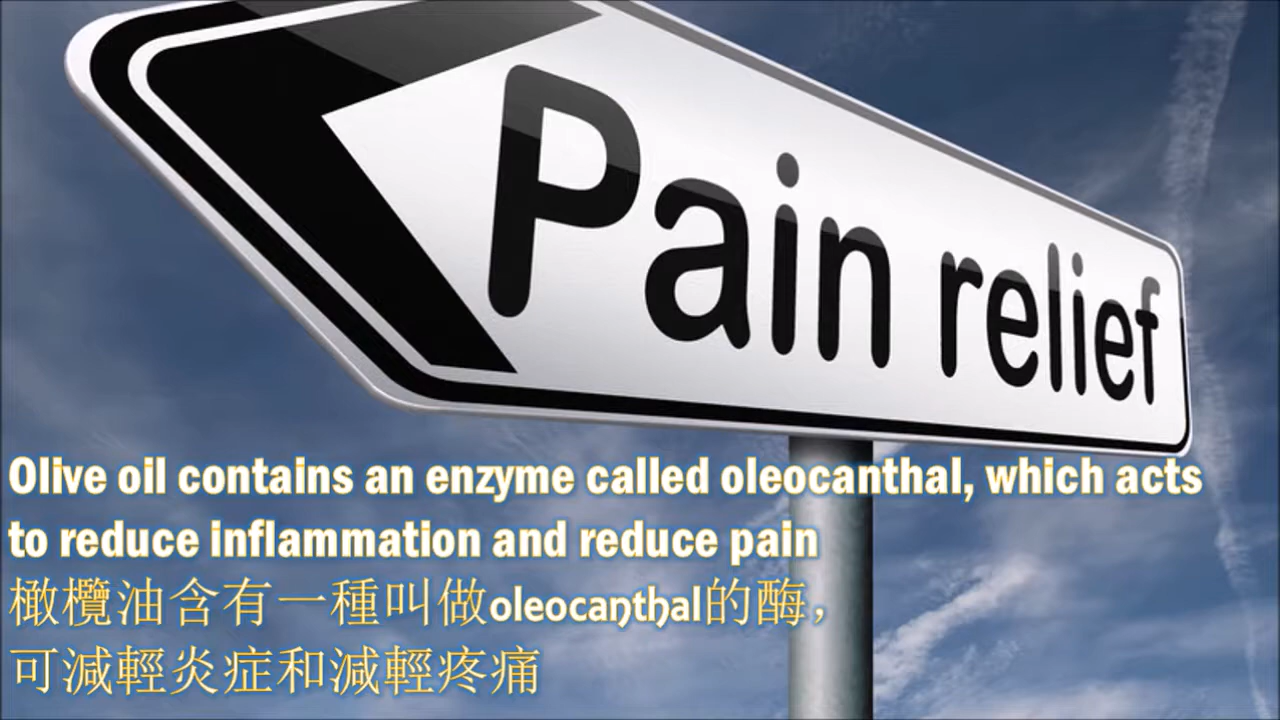 Pain relief
Olive oil contains an enzyme called oleocanthal, which acts
to reduce inflammation and reduce pain
橄欖油含有一種叫做oleocanthal的酶，
可減輕炎症和減輕疼痛